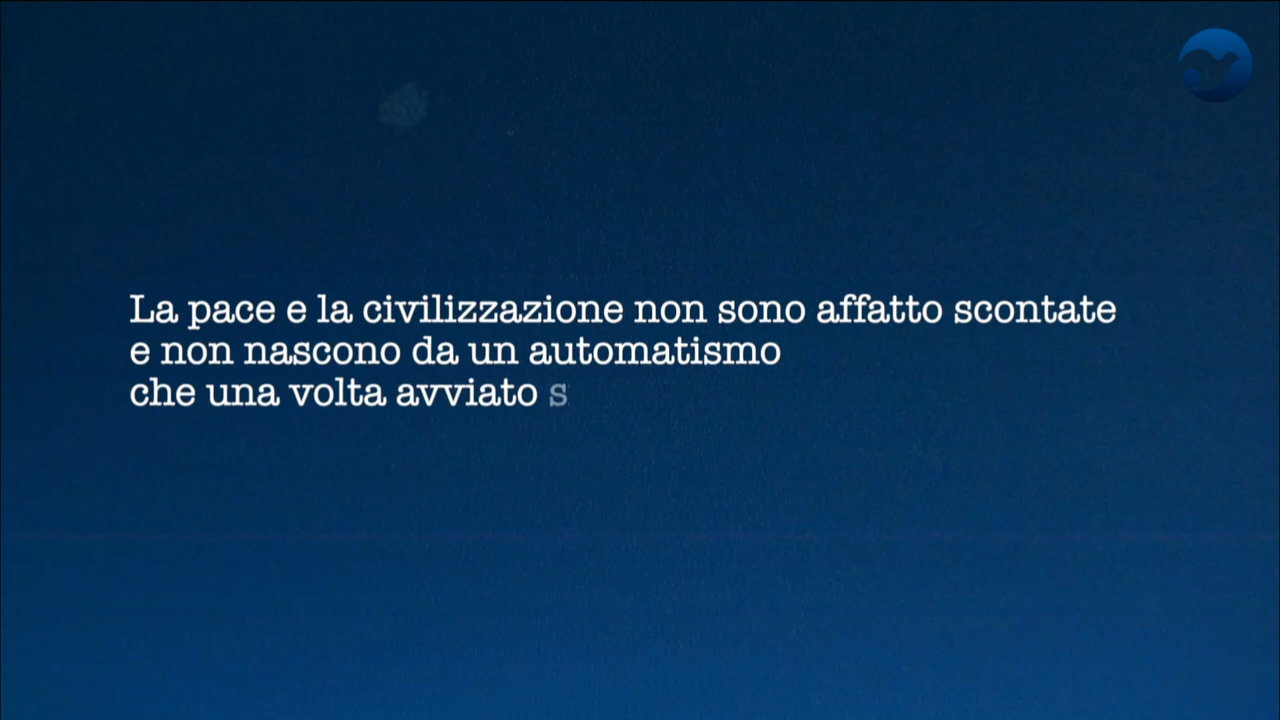 La pace e la civilizzazione non sono affatto scontate
e non nascono da un automatismo
che una volta avviato s